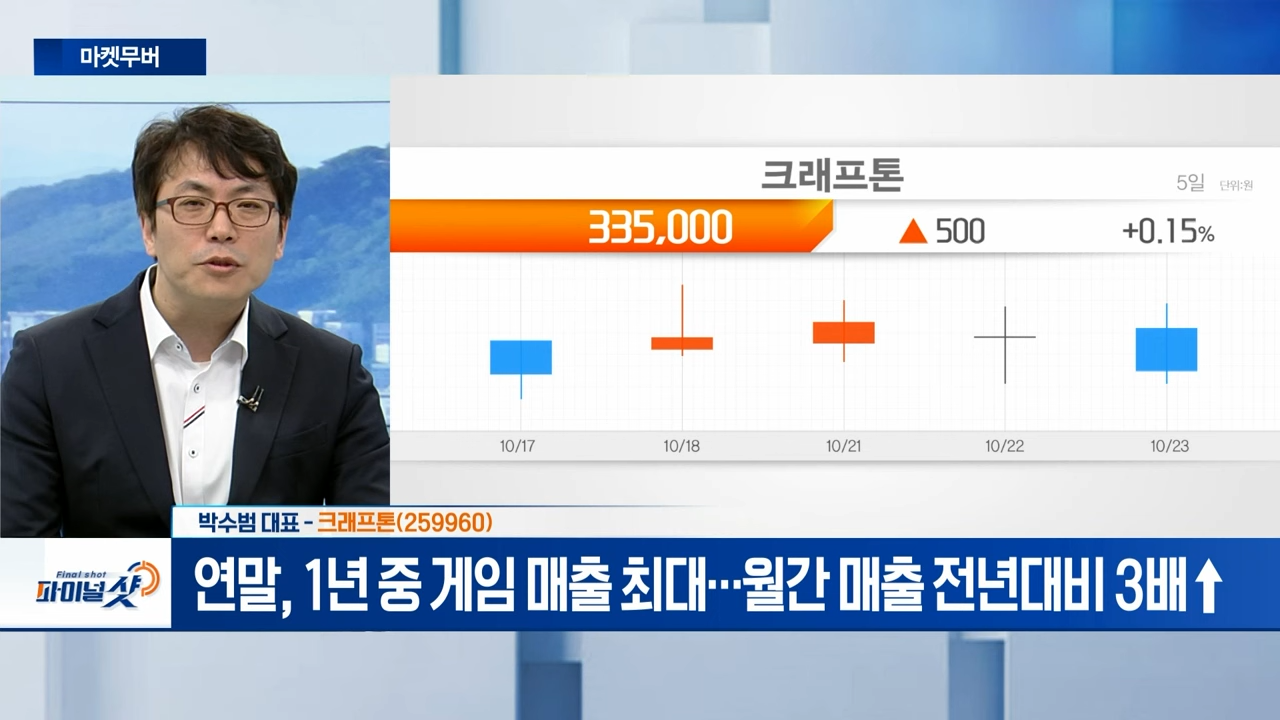 마켓무버
크래프톤
5일 단위:원
335,000 ▲ 500 +0.15%
10/17 10/18 10/21 10/22 10/23
박수범 대표 - 크래프톤(259960)
Final shot
파이널샷
연말, 1년 중 게임 매출 최대…월간 매출 전년대비 3배↑